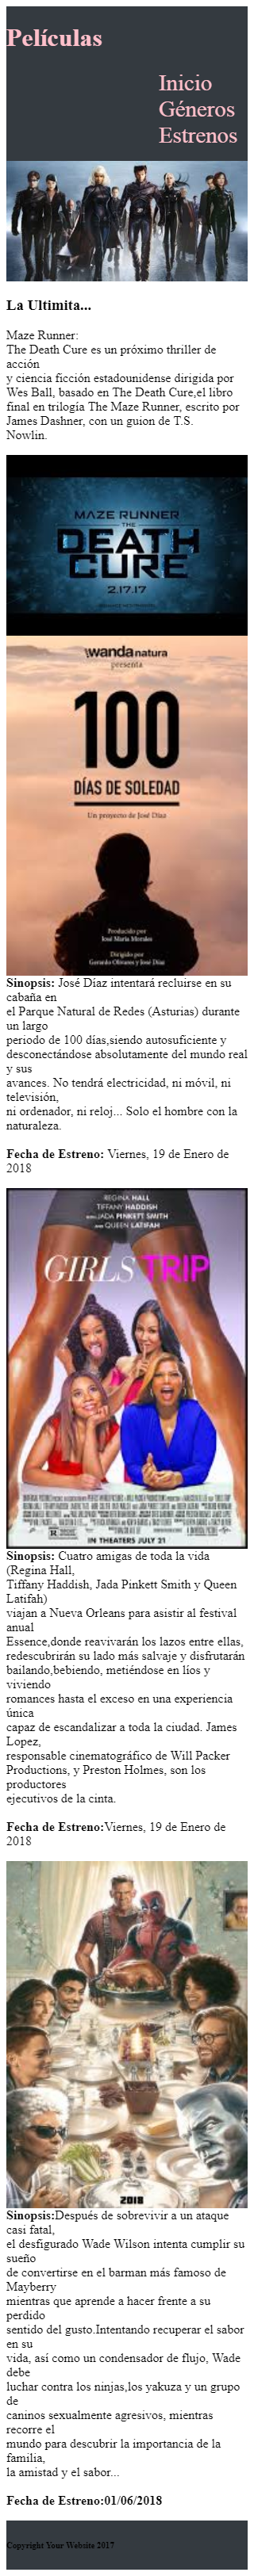 Películas
Inicio
Géneros
Estrenos
La Ultimita...
Maze Runner:
The Death Cure es un próximo thriller de
acción
y ciencia ficción estadounidense dirigida por
Wes Ball, basado en The Death Cure,el libro
final en trilogía The Maze Runner, escrito por
James Dashner, con un guion de T.S.
Nowlin.
MAZE RUNNER
THE
DEATH
CURE
2.17.17
wanda natura
presenta
100
DÍAS DE SOLEDAD
Un proyecto de José Díaz
Producido por
José María Morales
Dirigido por
Gerardo Olivares y José Díaz
Sinopsis: José Díaz intentará recluirse en su
cabaña en
el Parque Natural de Redes (Asturias) durante
un largo
periodo de 100 días,siendo autosuficiente y
desconectándose absolutamente del mundo real
y sus
avances. No tendrá electricidad, ni móvil, ni
televisión,
ni ordenador, ni reloj... Solo el hombre con la
naturaleza.
Fecha de Estreno: Viernes, 19 de Enero de
2018
REGINA HALL
TIFFANY HADDISH
JADA PINKETT SMITH
AND QUEEN LATIFAH
GIRLS TRIP
IN THEATERS JULY 21
Sinopsis: Cuatro amigas de toda la vida
(Regina Hall,
Tiffany Haddish, Jada Pinkett Smith y Queen
Latifah)
viajan a Nueva Orleans para asistir al festival
anual
Essence,donde reavivarán los lazos entre ellas,
redescubrirán su lado más salvaje y disfrutarán
bailando,bebiendo, metiéndose en líos y
viviendo
romances hasta el exceso en una experiencia
única
capaz de escandalizar a toda la ciudad. James
Lopez,
responsable cinematográfico de Will Packer
Productions, y Preston Holmes, son los
productores
ejecutivos de la cinta.
Fecha de Estreno:Viernes, 19 de Enero de
2018
2018
Sinopsis:Después de sobrevivir a un ataque
casi fatal,
el desfigurado Wade Wilson intenta cumplir su
sueño
de convertirse en el barman más famoso de
Mayberry
mientras que aprende a hacer frente a su
perdido
sentido del gusto.Intentando recuperar el sabor
en su
vida, así como un condensador de flujo, Wade
debe
luchar contra los ninjas,los yakuza y un grupo
de
caninos sexualmente agresivos, mientras
recorre el
mundo para descubrir la importancia de la
familia,
la amistad y el sabor...
Fecha de Estreno:01/06/2018
Copyright Your Website 2017